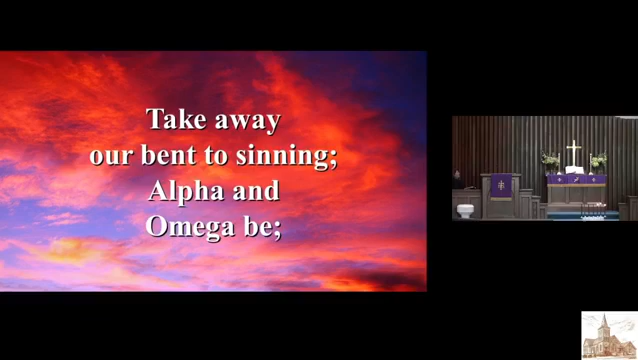 Take away
our bent to sinning;
Alpha and
Omega be;